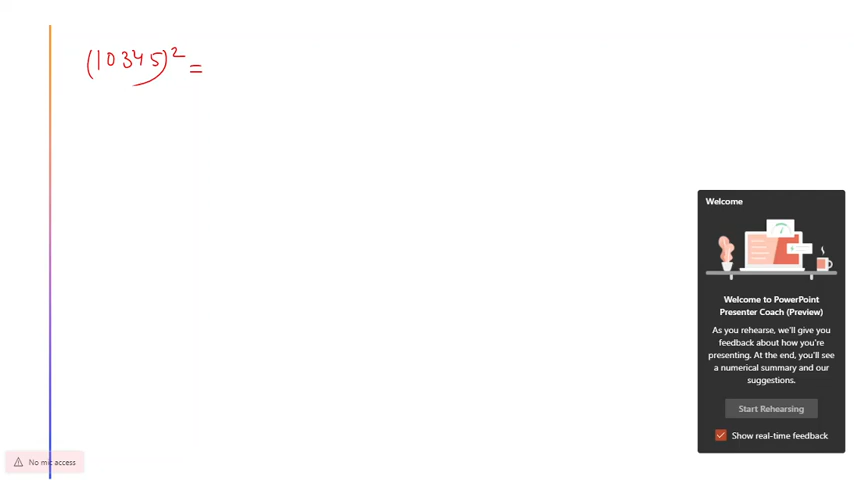 (10345)² =
Welcome
Welcome to PowerPoint
Presenter Coach (Preview)
As you rehearse, we'll give you
feedback about how you're
presenting. At the end, you'll see
a numerical summary and our
suggestions.
Start Rehearsing
Show real-time feedback
No mic access